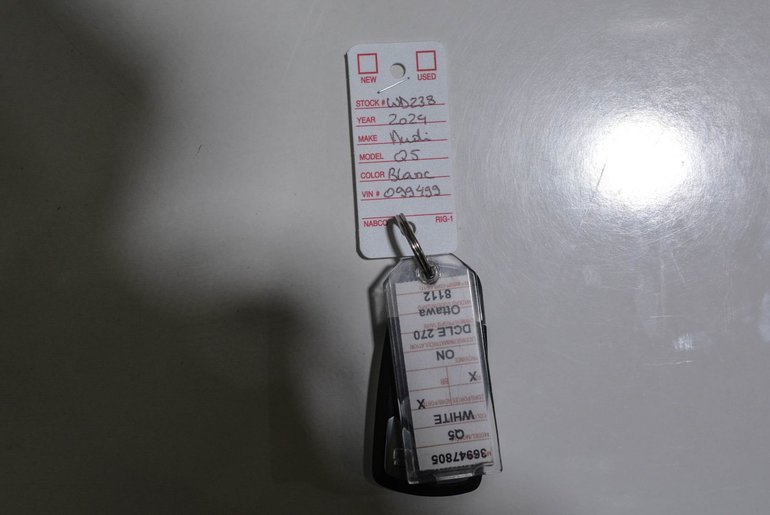 NEW USED
STOCK # WD238
YEAR 2024
MAKE Audi
MODEL Q5
COLOR Blanc
VIN # 099499
NABCO RIG-1
36947805
Q5
WHITE
X
X
ON
DCLE 270
Ottawa
8112